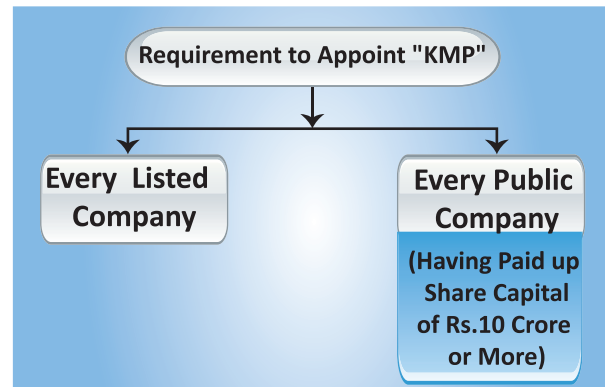 Requirement to Appoint "KMP"
Every Listed
Company
Every Public
Company
(Having Paid up
Share Capital
of Rs.10 Crore
or More)